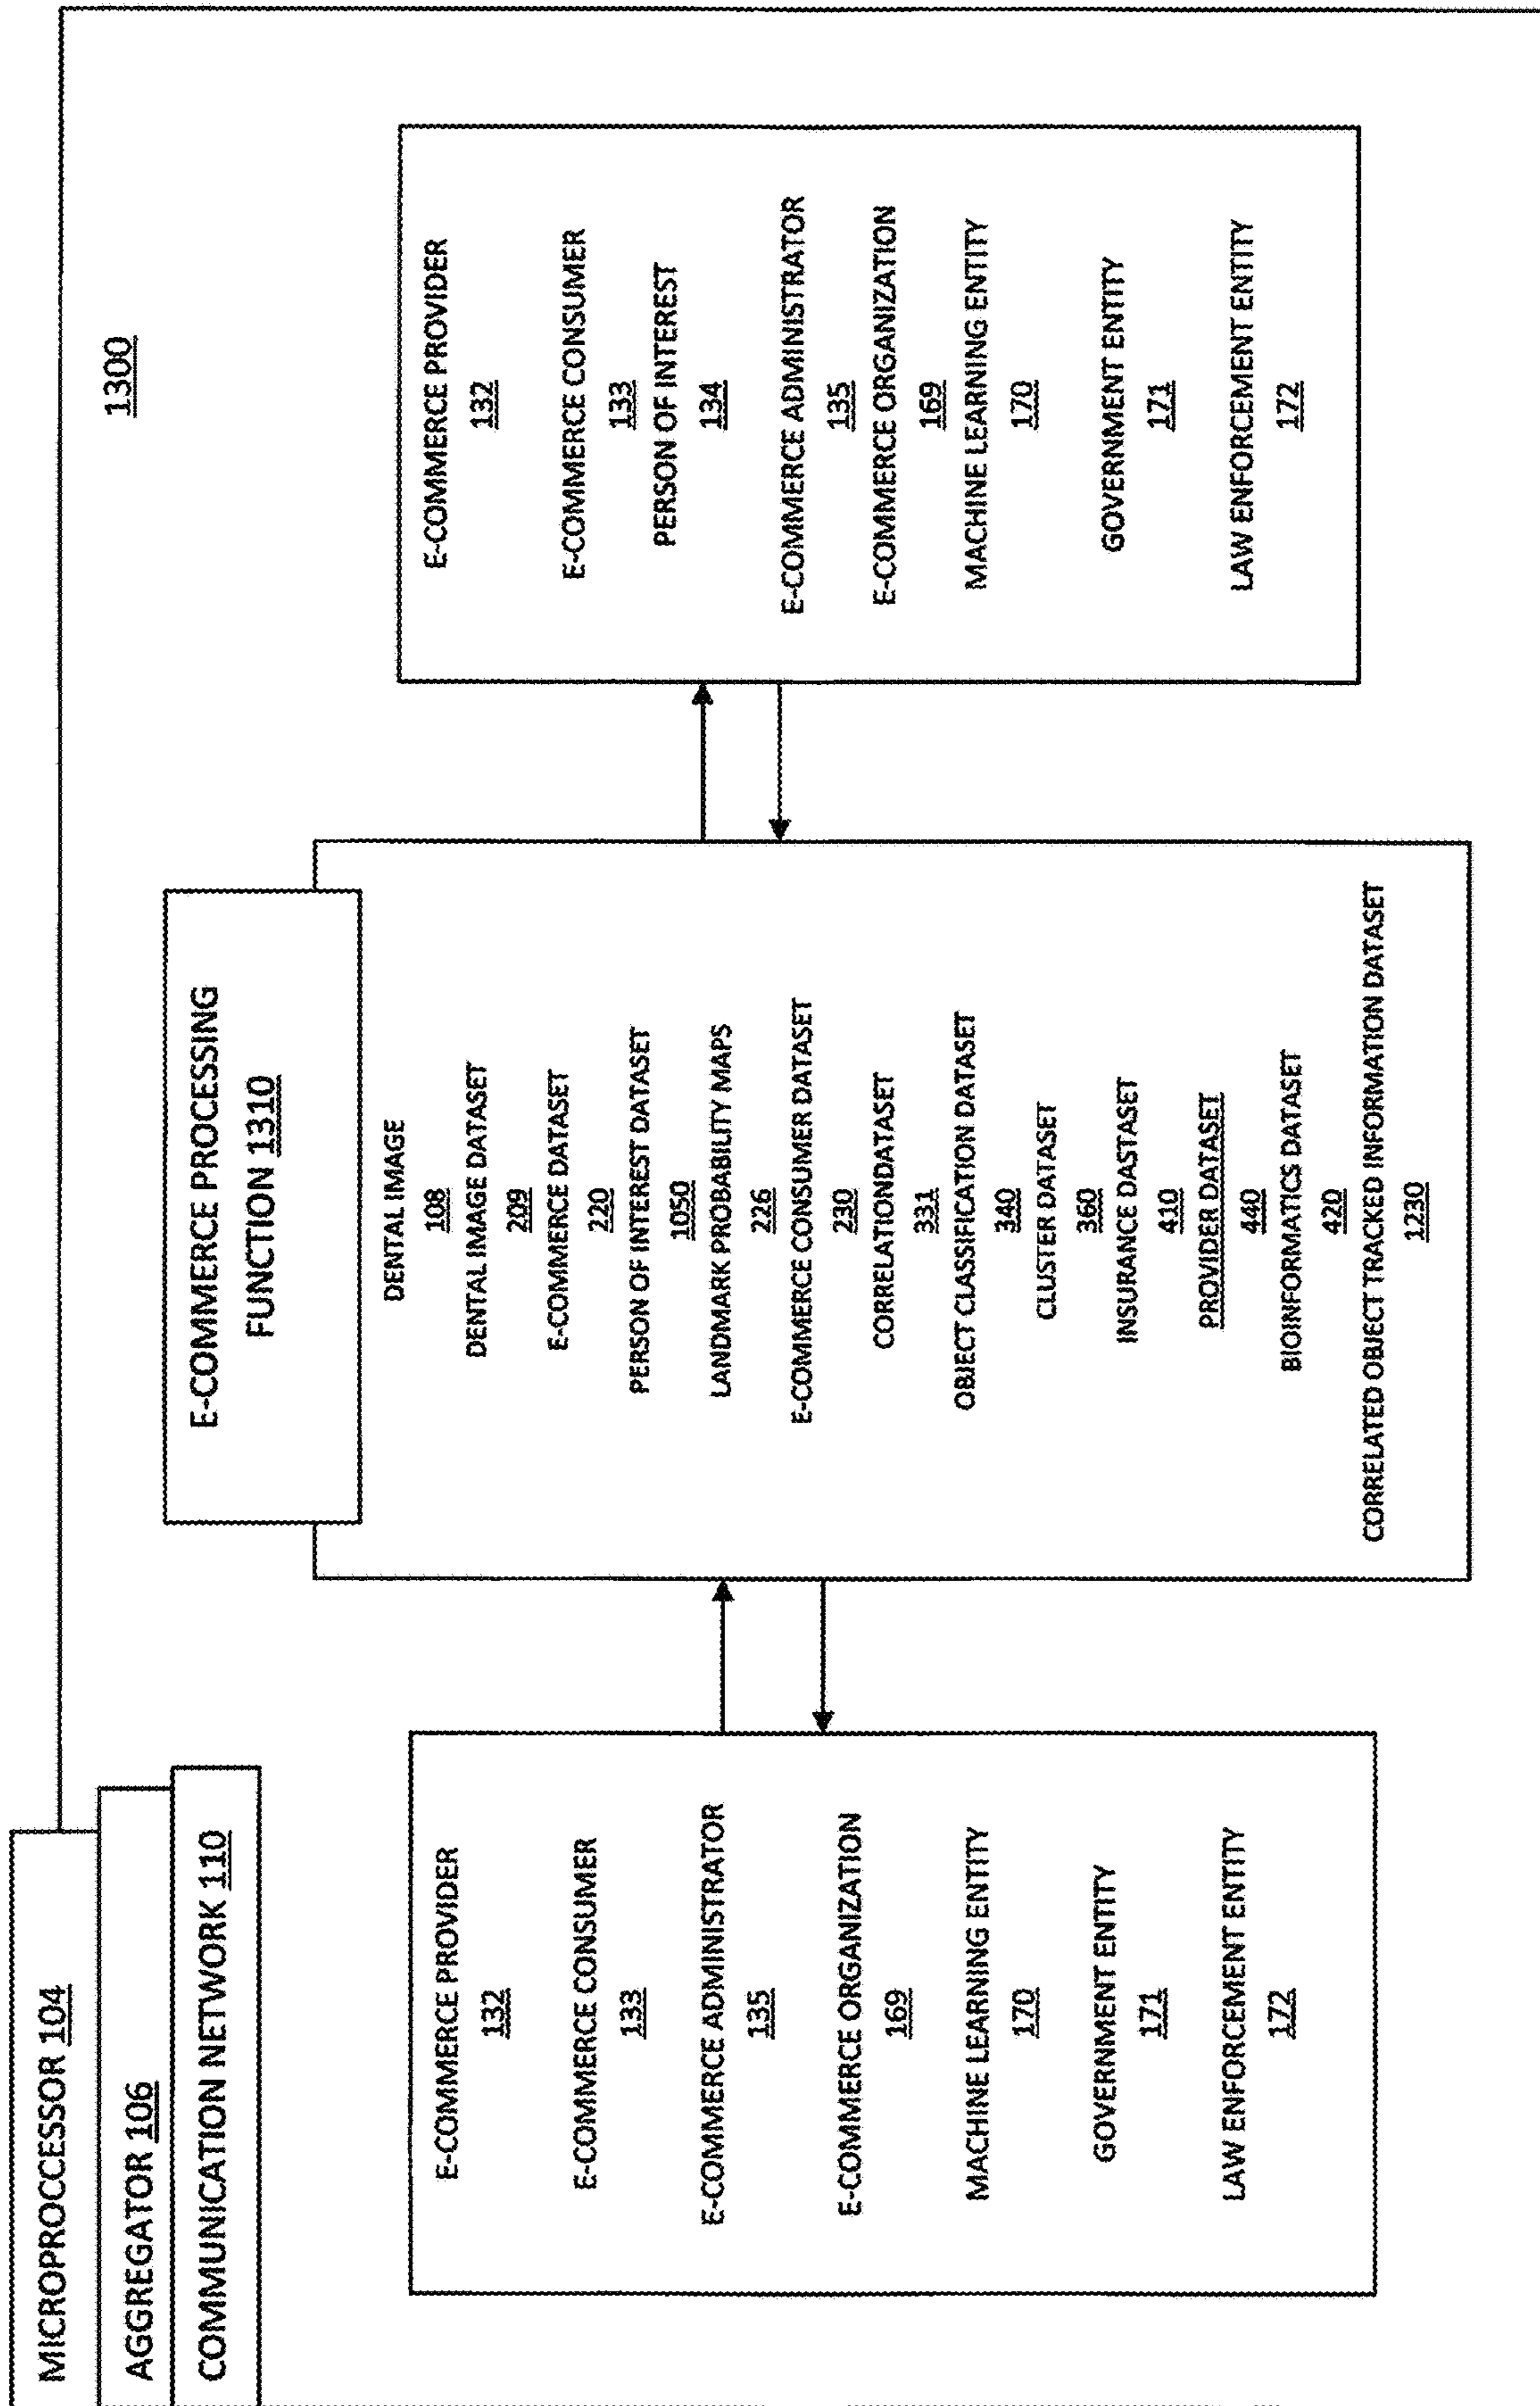 MICROPROCCESSOR 104
AGGREGATOR 106
COMMUNICATION NETWORK 110
1300
E-COMMERCE PROVIDER
132
E-COMMERCE CONSUMER
133
E-COMMERCE ADMINISTRATOR
135
E-COMMERCE ORGANIZATION
169
MACHINE LEARNING ENTITY
170
GOVERNMENT ENTITY
171
LAW ENFORCEMENT ENTITY
172
E-COMMERCE PROCESSING
FUNCTION 1310
DENTAL IMAGE
108
DENTAL IMAGE DATASET
209
E-COMMERCE DATASET
220
PERSON OF INTEREST DATASET
1050
LANDMARK PROBABILITY MAPS
226
E-COMMERCE CONSUMER DATASET
230
CORRELATIONDATASET
331
OBJECT CLASSIFICATION DATASET
340
CLUSTER DATASET
360
INSURANCE DASTASET
410
PROVIDER DATASET
440
BIOINFORMATICS DATASET
420
CORRELATED OBJECT TRACKED INFORMATION DATASET
1230
E-COMMERCE PROVIDER
132
E-COMMERCE CONSUMER
133
PERSON OF INTEREST
134
E-COMMERCE ADMINISTRATOR
135
E-COMMERCE ORGANIZATION
169
MACHINE LEARNING ENTITY
170
GOVERNMENT ENTITY
171
LAW ENFORCEMENT ENTITY
172